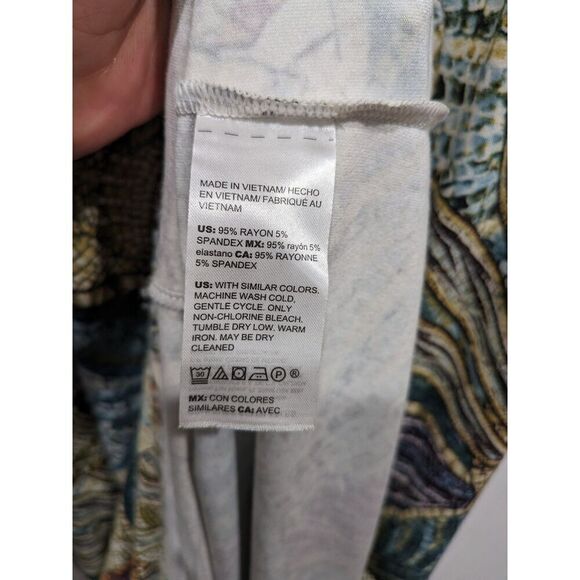 MADE IN VIETNAM/ HECHO
EN VIETNAM/ FABRIQUÉ AU
VIETNAM
US: 95% RAYON 5%
SPANDEX MX: 95% rayón 5%
elastano CA: 95% RAYONNE
5% SPANDEX
US: WITH SIMILAR COLORS.
MACHINE WASH COLD,
GENTLE CYCLE. ONLY
NON-CHLORINE BLEACH.
TUMBLE DRY LOW. WARM
IRON. MAY BE DRY
CLEANED
30 P ®
MX: CON COLORES
SIMILARES CA: AVEC